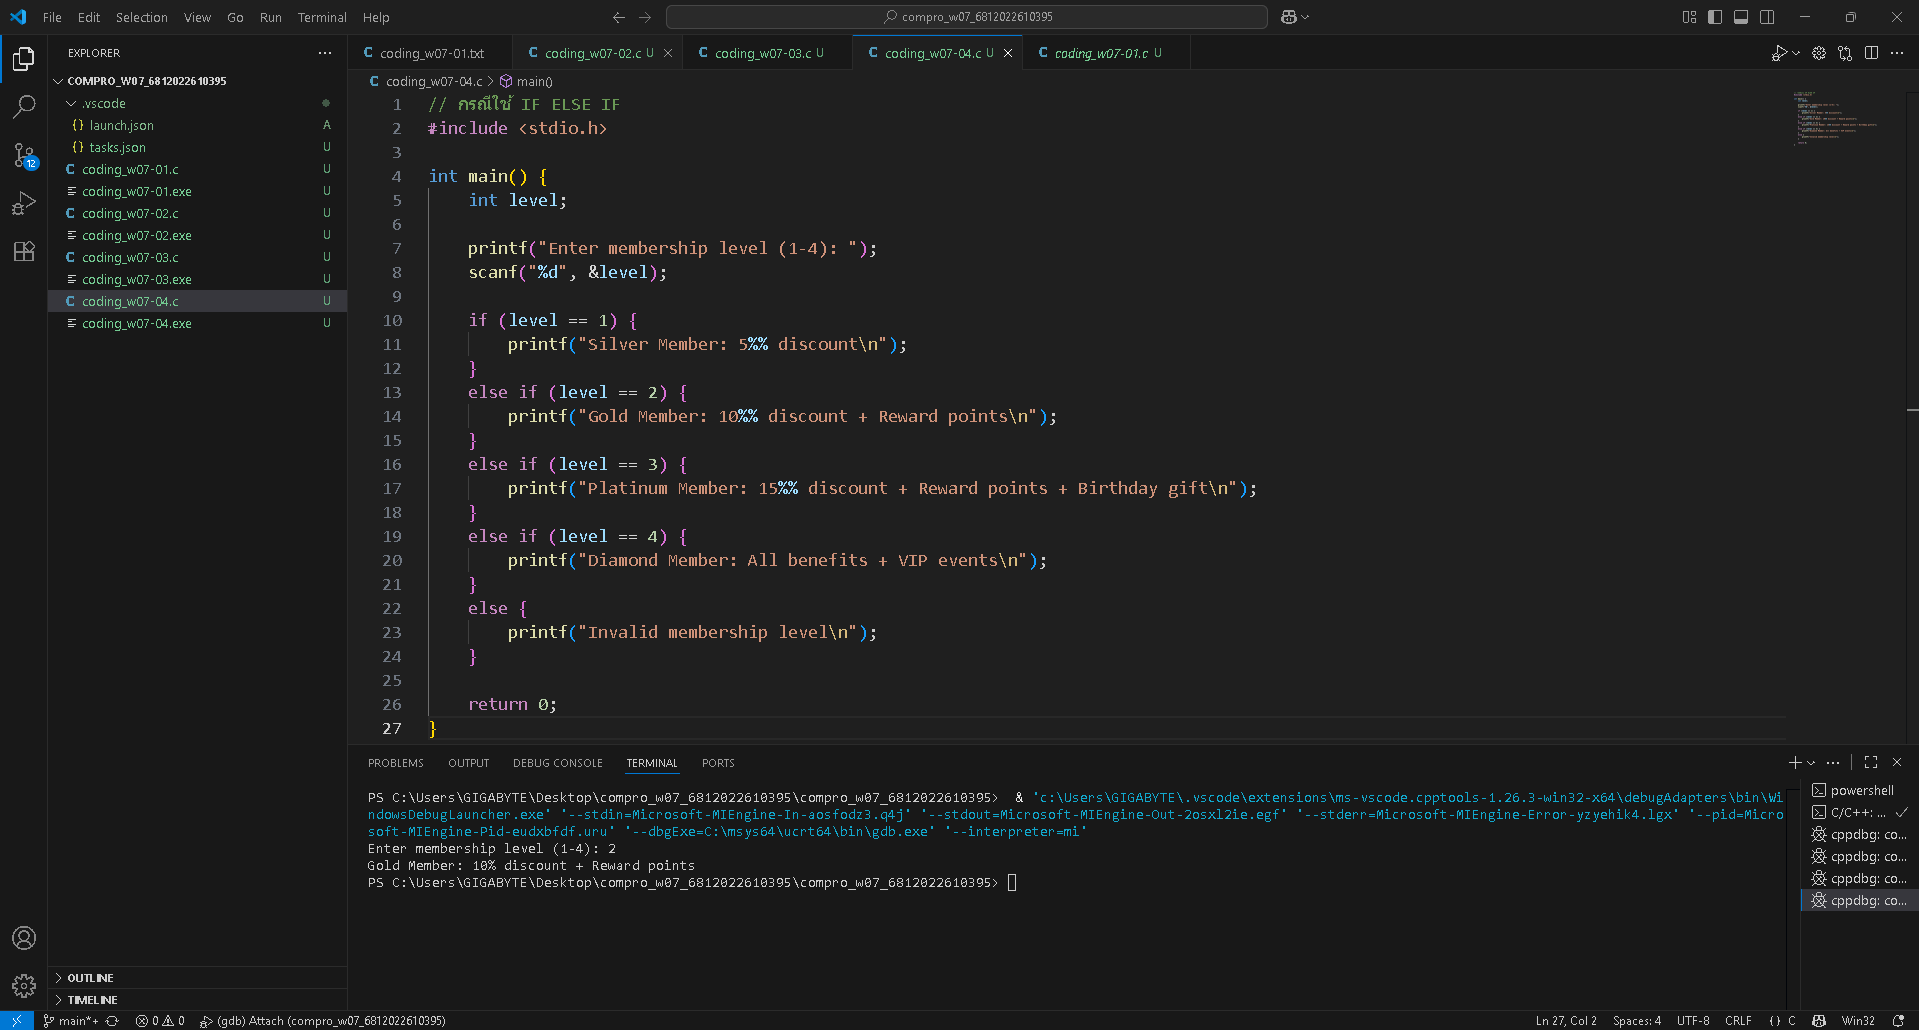 File Edit Selection View Go Run Terminal Help
compro_w07_6812022610395
EXPLORER
COMPRO_W07_6812022610395
.vscode
{} launch.json A
{} tasks.json U
C coding_w07-01.c U
coding_w07-01.exe U
C coding_w07-02.c U
coding_w07-02.exe U
C coding_w07-03.c U
coding_w07-03.exe U
C coding_w07-04.c U
coding_w07-04.exe U
OUTLINE
TIMELINE
12
C coding_w07-01.txt C coding_w07-02.c U C coding_w07-03.c U C coding_w07-04.c U C coding_w07-01.c U
C coding_w07-04.c > main()
1 // กรณีใช้ IF ELSE IF
2 #include <stdio.h>
3
4 int main() {
5 int level;
6
7 printf("Enter membership level (1-4): ");
8 scanf("%d", &level);
9
10 if (level == 1) {
11 printf("Silver Member: 5%% discount\n");
12 }
13 else if (level == 2) {
14 printf("Gold Member: 10%% discount + Reward points\n");
15 }
16 else if (level == 3) {
17 printf("Platinum Member: 15%% discount + Reward points + Birthday gift\n");
18 }
19 else if (level == 4) {
20 printf("Diamond Member: All benefits + VIP events\n");
21 }
22 else {
23 printf("Invalid membership level\n");
24 }
25
26 return 0;
27 }
PROBLEMS OUTPUT DEBUG CONSOLE TERMINAL PORTS
PS C:\Users\GIGABYTE\Desktop\compro_w07_6812022610395\compro_w07_6812022610395> & 'c:\Users\GIGABYTE\.vscode\extensions\ms-vscode.cpptools-1.26.3-win32-x64\debugAdapters\bin\Wi
ndowsDebugLauncher.exe' '--stdin=Microsoft-MIEngine-In-aosfodz3.q4j' '--stdout=Microsoft-MIEngine-Out-2osxl2ie.egf' '--stderr=Microsoft-MIEngine-Error-yzyehik4.lgx' '--pid=Micro
soft-MIEngine-Pid-eudxbfdf.uru' '--dbgExe=C:\msys64\ucrt64\bin\gdb.exe' '--interpreter=mi'
Enter membership level (1-4): 2
Gold Member: 10% discount + Reward points
PS C:\Users\GIGABYTE\Desktop\compro_w07_6812022610395\compro_w07_6812022610395>
powershell
C/C++: ...
cppdbg: co...
cppdbg: co...
cppdbg: co...
cppdbg: co...
main*+ 0 0 (gdb) Attach (compro_w07_6812022610395) Ln 27, Col 2 Spaces: 4 UTF-8 CRLF {} C Win32